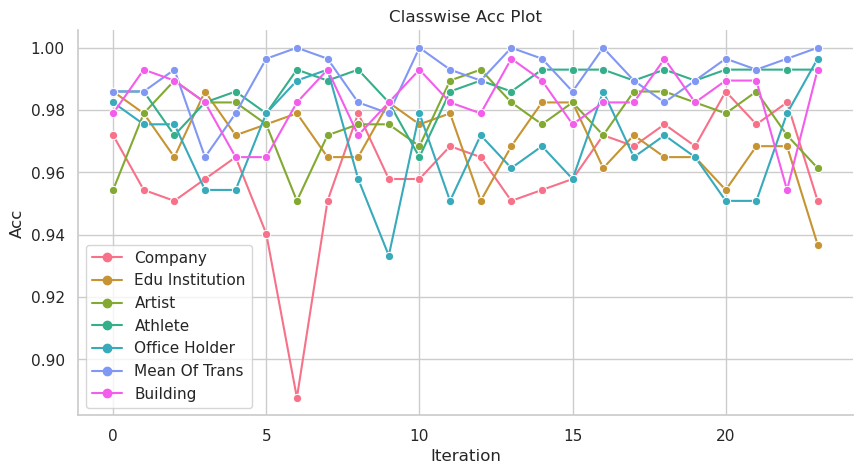 Classwise Acc Plot
1.00
0.98
0.96
0.94
0.92
0.90
Acc
Company
Edu Institution
Artist
Athlete
Office Holder
Mean Of Trans
Building
0 5 10 15 20
Iteration